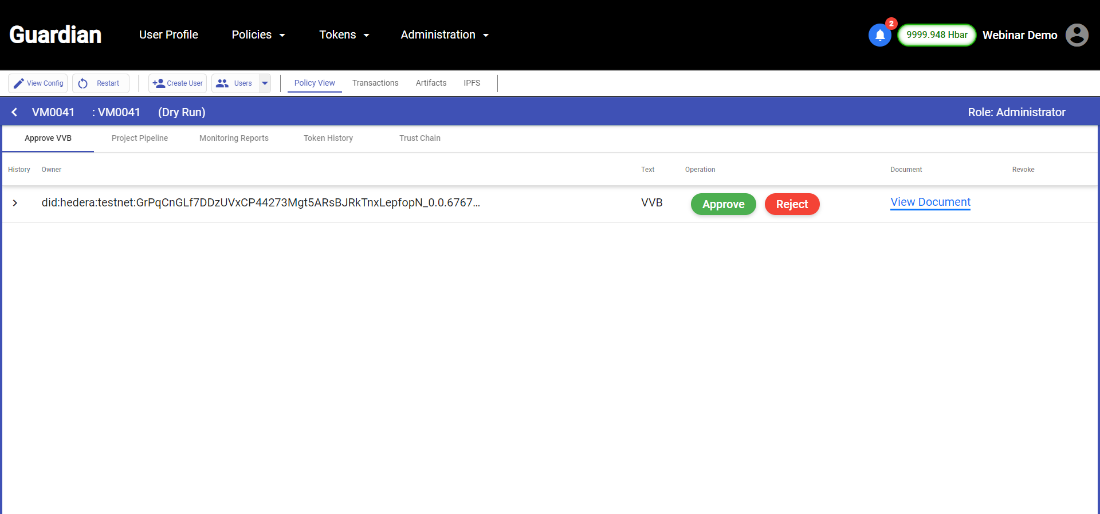 Guardian User Profile Policies Tokens Administration 2 9999.948 Hbar Webinar Demo
View Config Restart Create User Users Policy View Transactions Artifacts IPFS
VM0041 : VM0041 (Dry Run) Role: Administrator
Approve VVB Project Pipeline Monitoring Reports Token History Trust Chain
History Owner Text Operation Document Revoke
did:hedera:testnet:GrPqCnGLf7DDzUVxCP44273Mgt5ARsBJRkTnxLepfopN_0.0.6767... VVB Approve Reject View Document